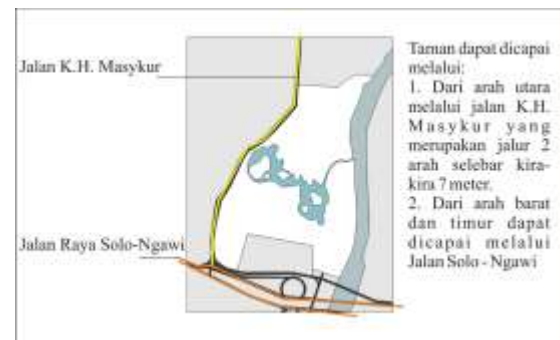 Jalan K.H. Masykur
Jalan Raya Solo-Ngawi
Taman dapat dicapai
melalui:
1. Dari arah utara
melalui jalan K.H.
Masykur yang
merupakan jalur 2
arah selebar kira-
kira 7 meter.
2. Dari arah barat
dan timur dapat
dicapai melalui
Jalan Solo - Ngawi